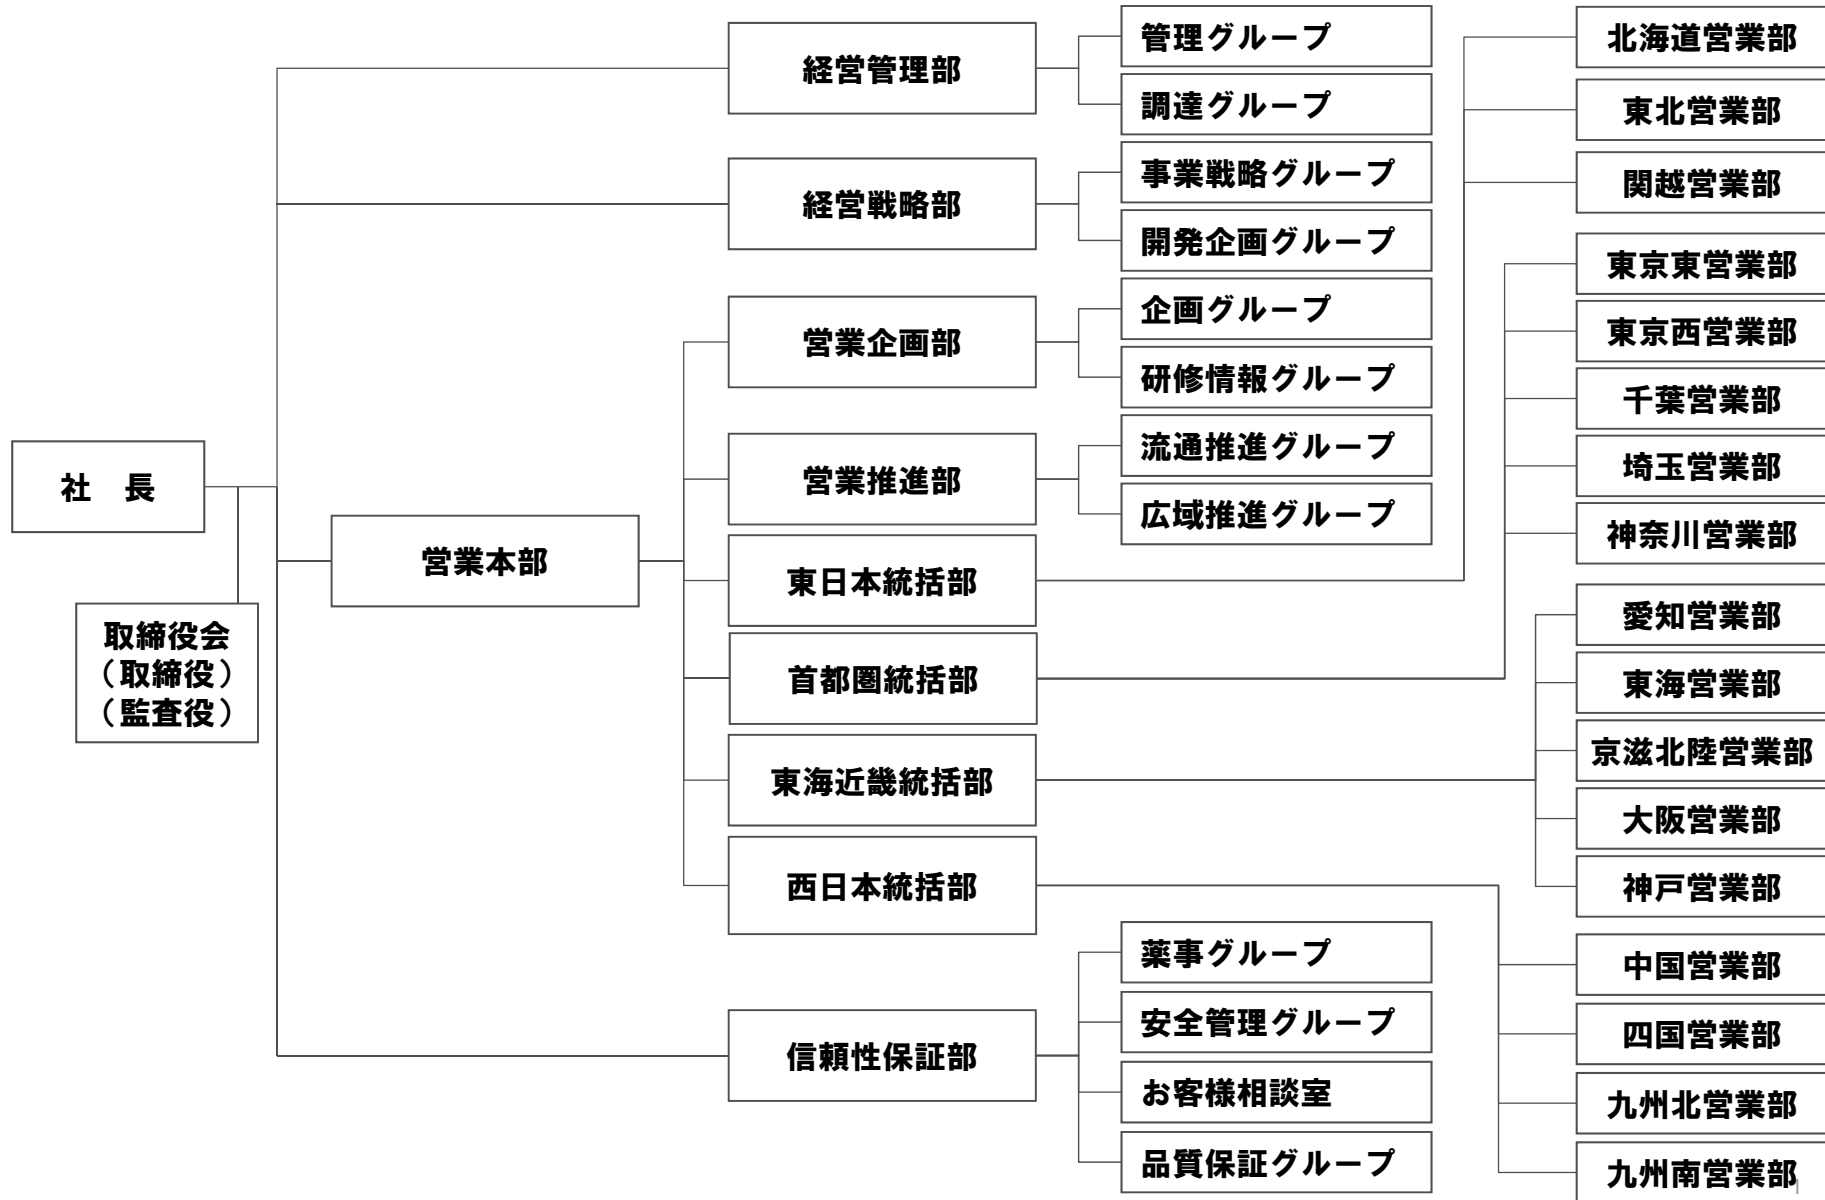 社　長
取締役会
（取締役）
（監査役）
営業本部
経営管理部
経営戦略部
営業企画部
営業推進部
東日本統括部
首都圏統括部
東海近畿統括部
西日本統括部
信頼性保証部
管理グループ
調達グループ
事業戦略グループ
開発企画グループ
企画グループ
研修情報グループ
流通推進グループ
広域推進グループ
薬事グループ
安全管理グループ
お客様相談室
品質保証グループ
北海道営業部
東北営業部
関越営業部
東京東営業部
東京西営業部
千葉営業部
埼玉営業部
神奈川営業部
愛知営業部
東海営業部
京滋北陸営業部
大阪営業部
神戸営業部
中国営業部
四国営業部
九州北営業部
九州南営業部
1